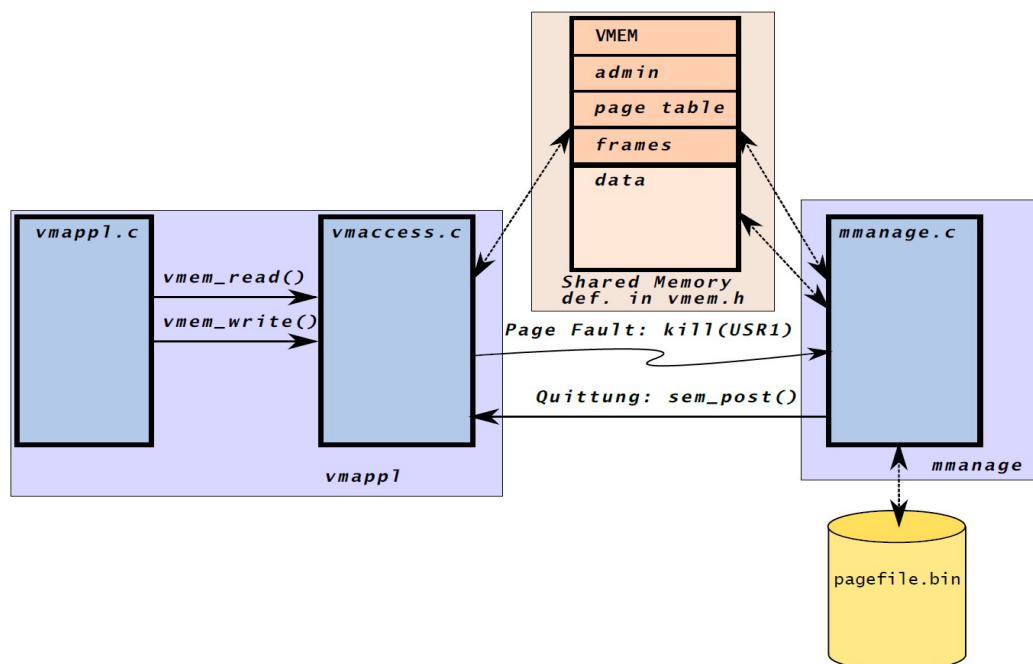 VMEM
admin
page table
frames
data
Shared Memory
def. in vmem.h
vmappl.c
vmaccess.c
mmanage.c
vmem_read()
vmem_write()
Page Fault: kill(USR1)
Quittung: sem_post()
vmappl
mmanage
pagefile.bin